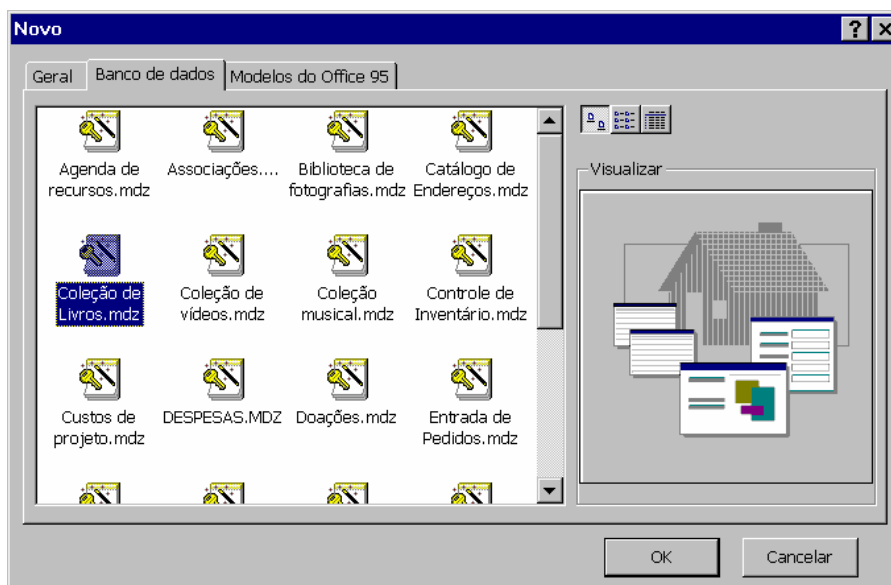 Novo
Geral
Banco de dados
Modelos do Office 95
Agenda de
recursos.mdz
Associações....
Biblioteca de
fotografias.mdz
Catálogo de
Endereços.mdz
Coleção de
Livros.mdz
Coleção de
vídeos.mdz
Coleção
musical.mdz
Controle de
Inventário.mdz
Custos de
projeto.mdz
DESPESAS.MDZ
Doações.mdz
Entrada de
Pedidos.mdz
Visualizar
OK
Cancelar